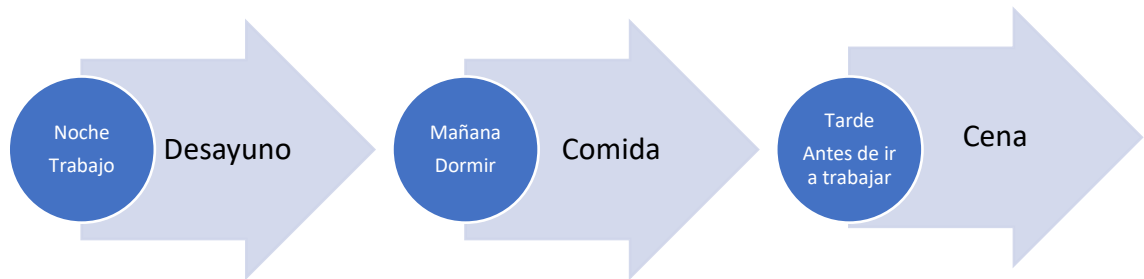 Noche
Trabajo
Desayuno
Mañana
Dormir
Comida
Tarde
Antes de ir
a trabajar
Cena